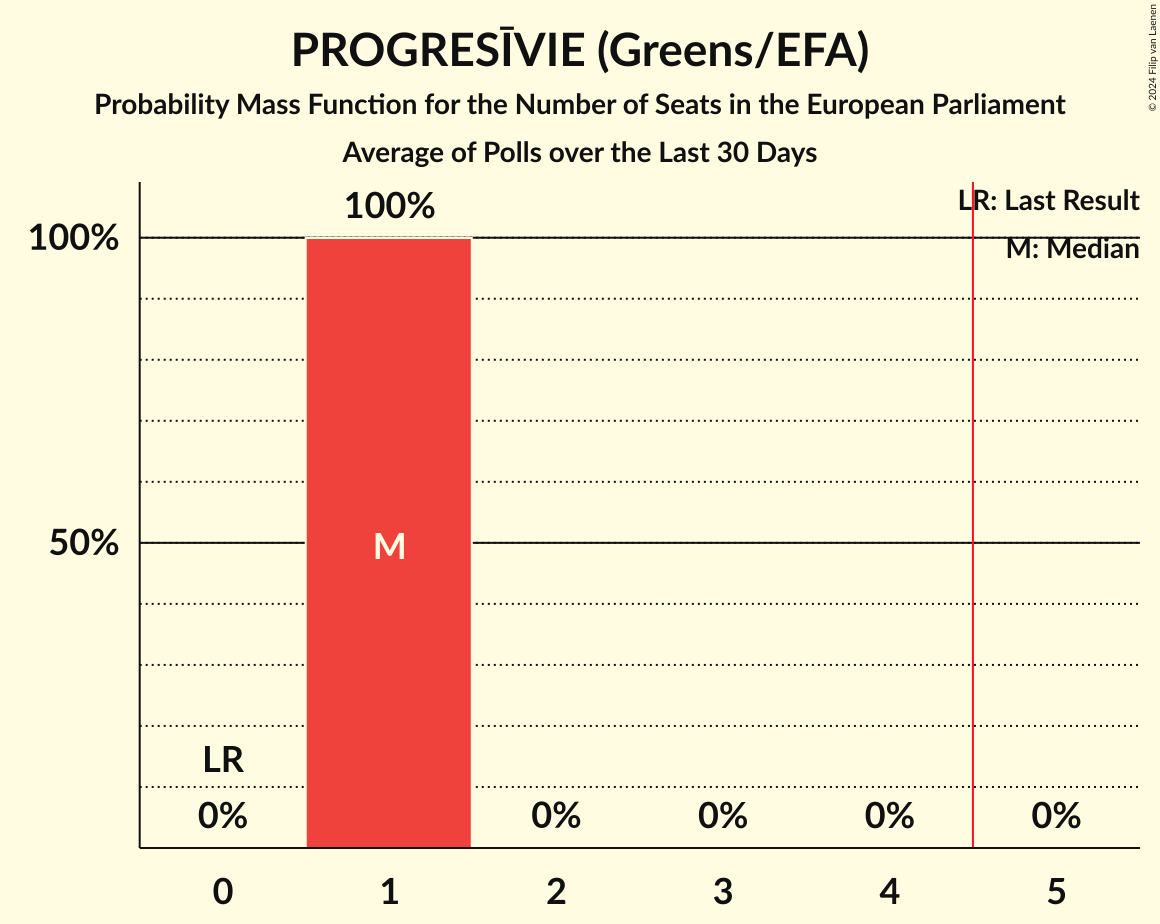 PROGRESĪVIE (Greens/EFA)
Probability Mass Function for the Number of Seats in the European Parliament
Average of Polls over the Last 30 Days
© 2024 Filip van Laenen
LR: Last Result
M: Median
100%
100%
50%
M
LR
0%
0%
0%
0%
0%
0
1
2
3
4
5